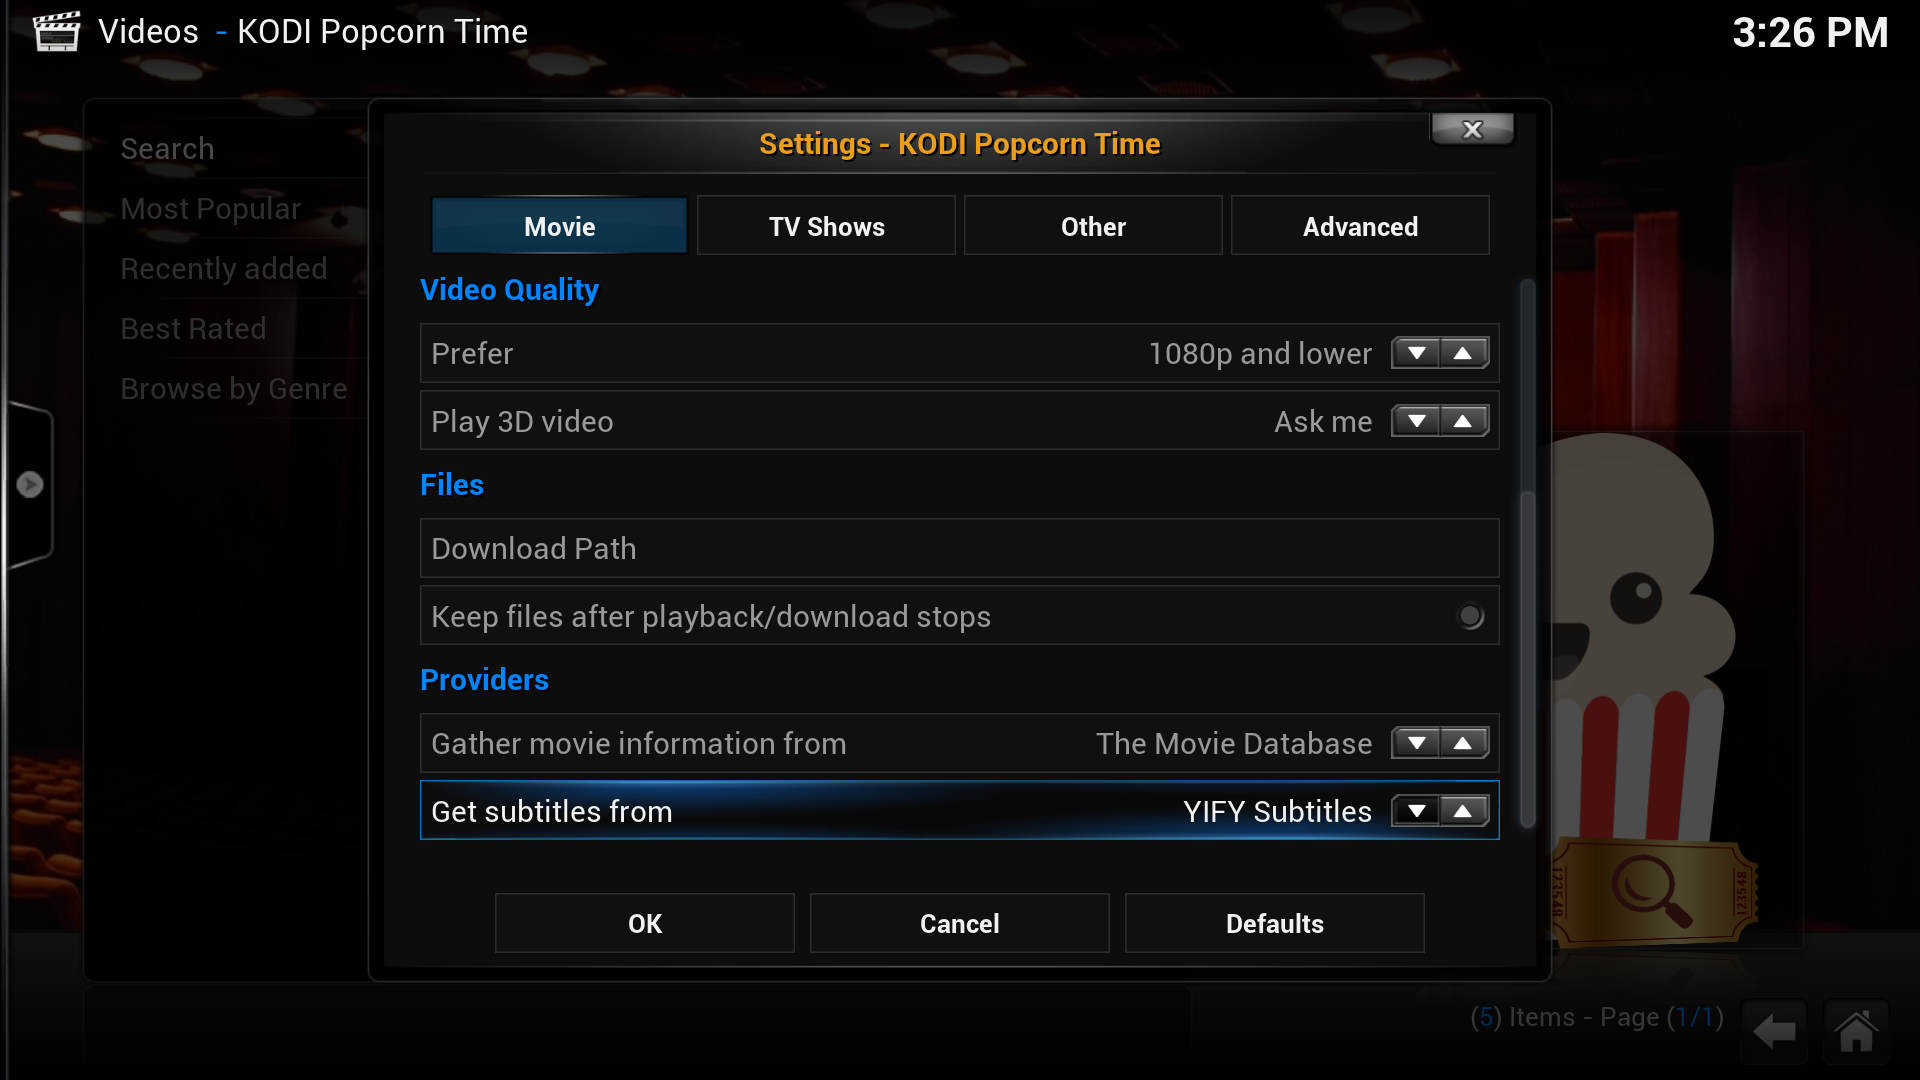 Videos - KODI Popcorn Time
3:26 PM
Search
Most Popular
Recently added
Best Rated
Browse by Genre
Settings - KODI Popcorn Time
X
Movie
TV Shows
Other
Advanced
Video Quality
Prefer 1080p and lower
Play 3D video Ask me
Files
Download Path
Keep files after playback/download stops
Providers
Gather movie information from The Movie Database
Get subtitles from YIFY Subtitles
OK
Cancel
Defaults
123548
123548
(5) Items - Page (1/1)